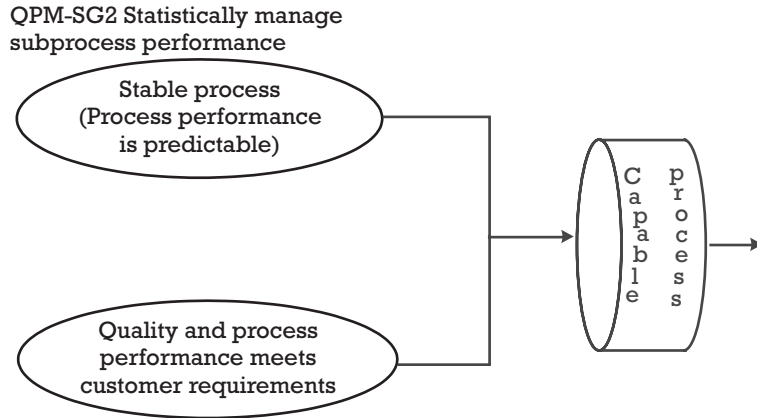 QPM-SG2 Statistically manage
subprocess performance
Stable process
(Process performance
is predictable)
Capable
process
Quality and process
performance meets
customer requirements